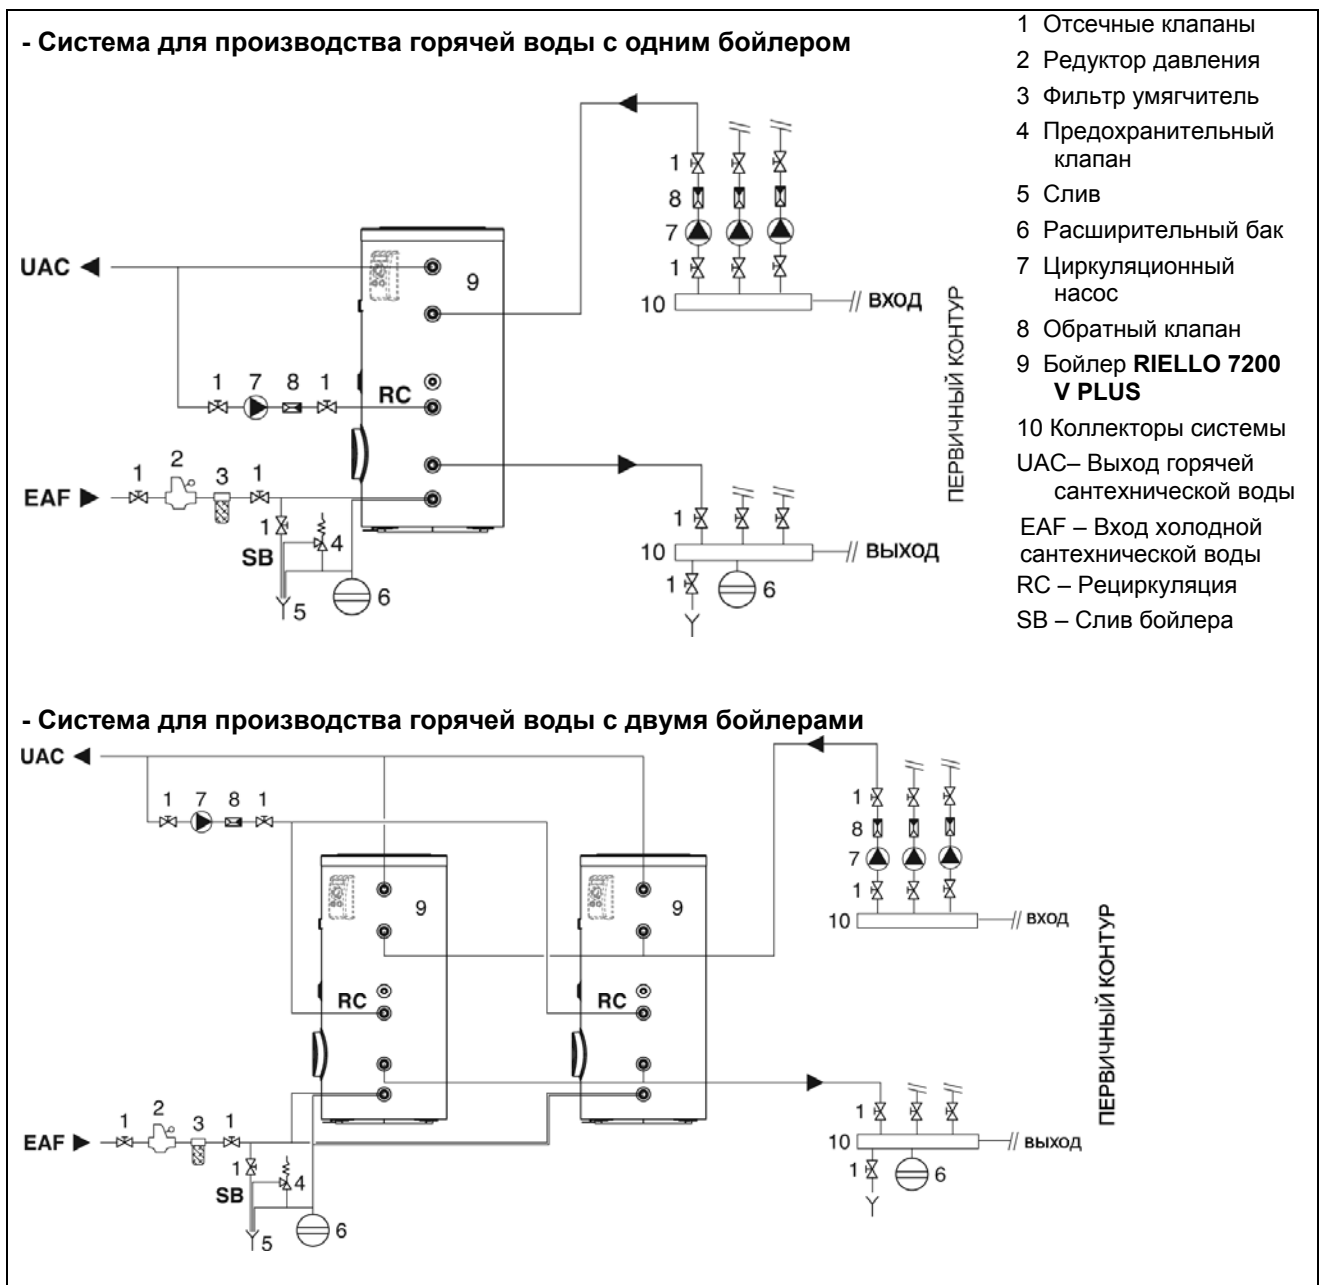 - Система для производства горячей воды с одним бойлером
UAC
1 7 8 1
RC
9
EAF
1
2
3
1
1
SB
4
5
6
1
8
7
1
10
ВХОД
1
10
ВЫХОД
1
6
ПЕРВИЧНЫЙ КОНТУР
1 Отсечные клапаны
2 Редуктор давления
3 Фильтр умягчитель
4 Предохранительный
клапан
5 Слив
6 Расширительный бак
7 Циркуляционный
насос
8 Обратный клапан
9 Бойлер RIELLO 7200
V PLUS
10 Коллекторы системы
UAC– Выход горячей
сантехнической воды
EAF – Вход холодной
сантехнической воды
RC – Рециркуляция
SB – Слив бойлера
- Система для производства горячей воды с двумя бойлерами
UAC
1 7 8 1
9
RC
9
RC
EAF
1
2
3
1
1
SB
4
5
6
1
8
7
1
10
ВХОД
1
10
ВЫХОД
1
6
ПЕРВИЧНЫЙ КОНТУР